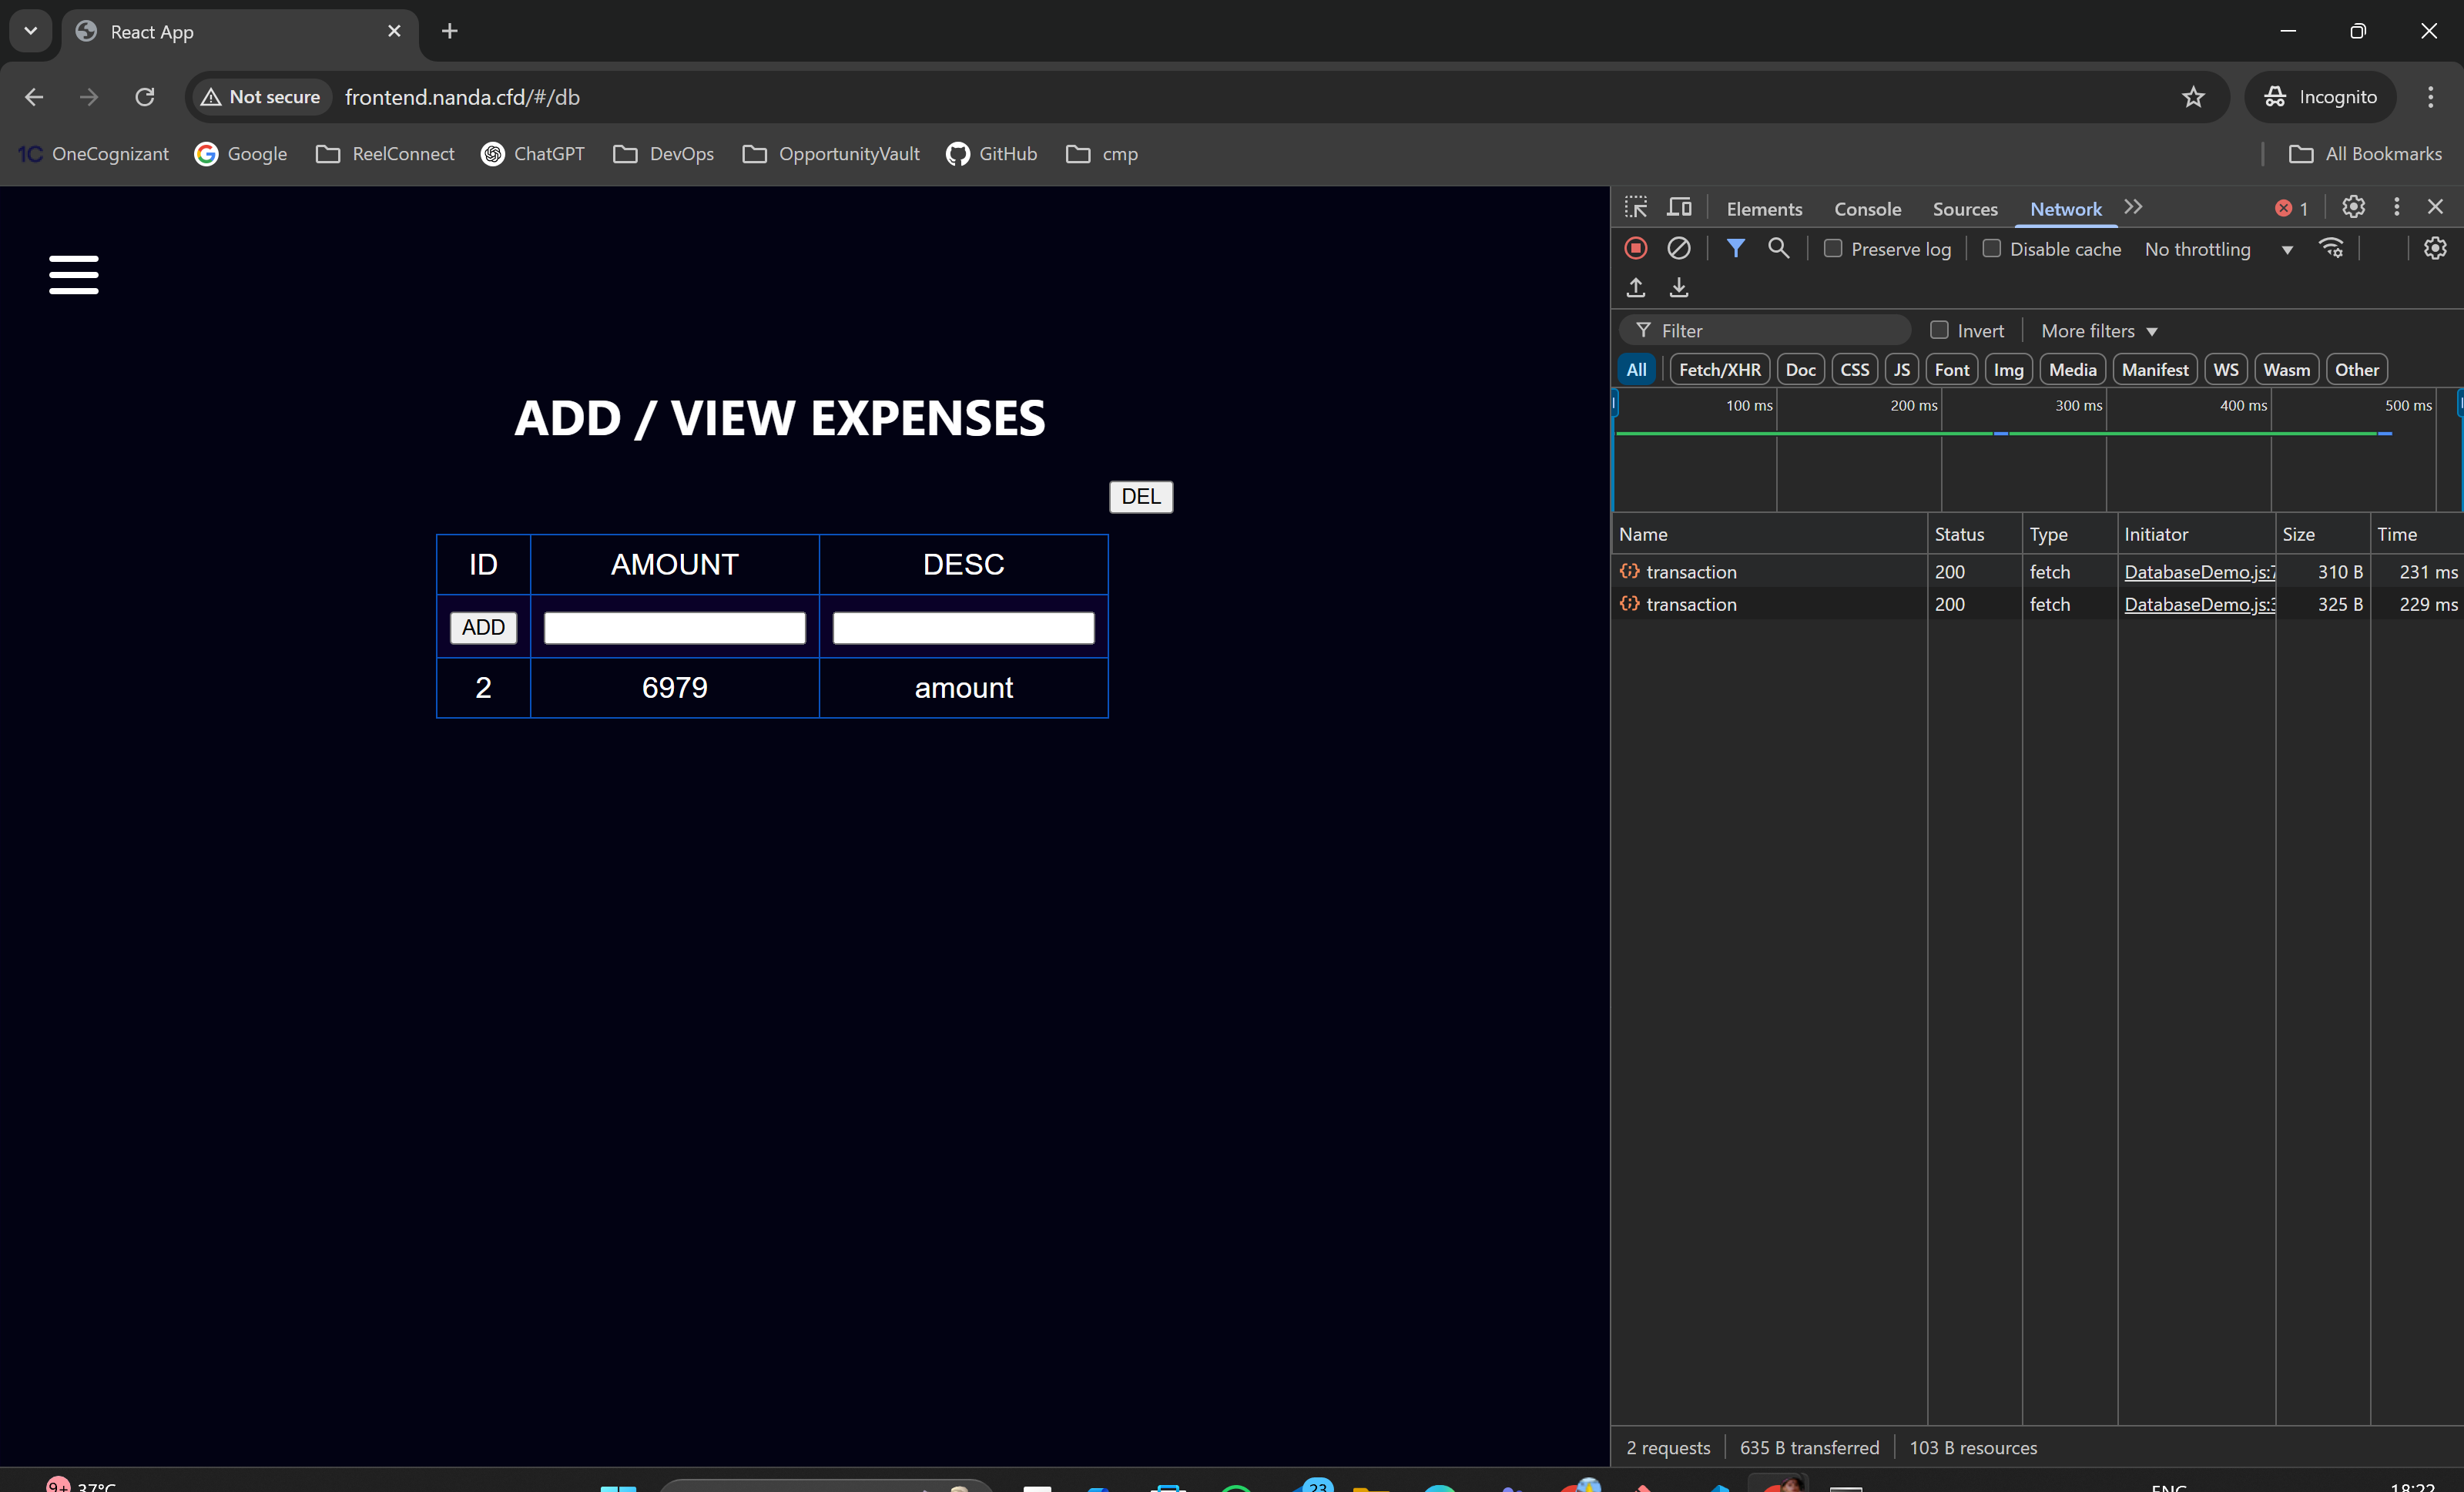 React App
Not secure frontend.nanda.cfd/#/db Incognito
1C OneCognizant Google ReelConnect ChatGPT DevOps OpportunityVault GitHub cmp All Bookmarks
Elements Console Sources Network 1
Preserve log Disable cache No throttling
Filter Invert More filters
All Fetch/XHR Doc CSS JS Font Img Media Manifest WS Wasm Other
100 ms 200 ms 300 ms 400 ms 500 ms
ADD / VIEW EXPENSES
DEL
ID AMOUNT DESC
ADD
2 6979 amount
Name Status Type Initiator Size Time
transaction 200 fetch DatabaseDemo.js: 310 B 231 ms
transaction 200 fetch DatabaseDemo.js: 325 B 229 ms
2 requests 635 B transferred 103 B resources
9+ 37°C 23 ENG 18:22